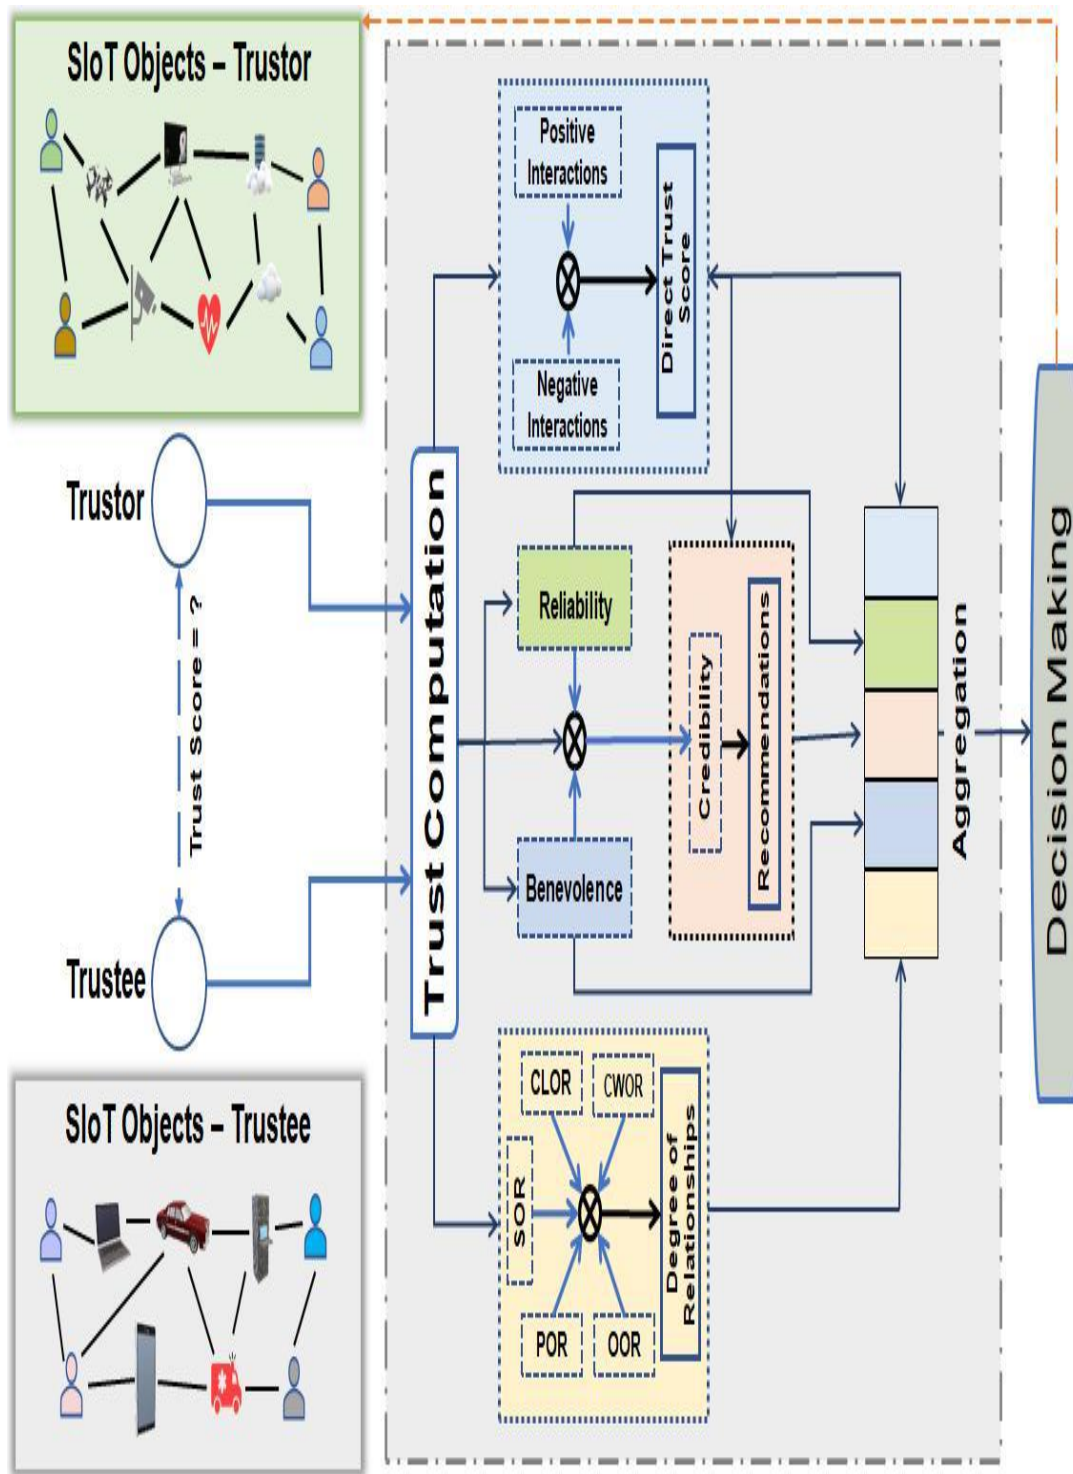 SIoT Objects – Trustor
Trustor
Trust Score = ?
Trustee
SIoT Objects – Trustee
Trust Computation
Positive
Interactions
Negative
Interactions
Direct Trust
Score
Reliability
Benevolence
Credibility
Recommendations
CLOR
CWOR
SOR
POR
OOR
Degree of
Relationships
Aggregation
Decision Making